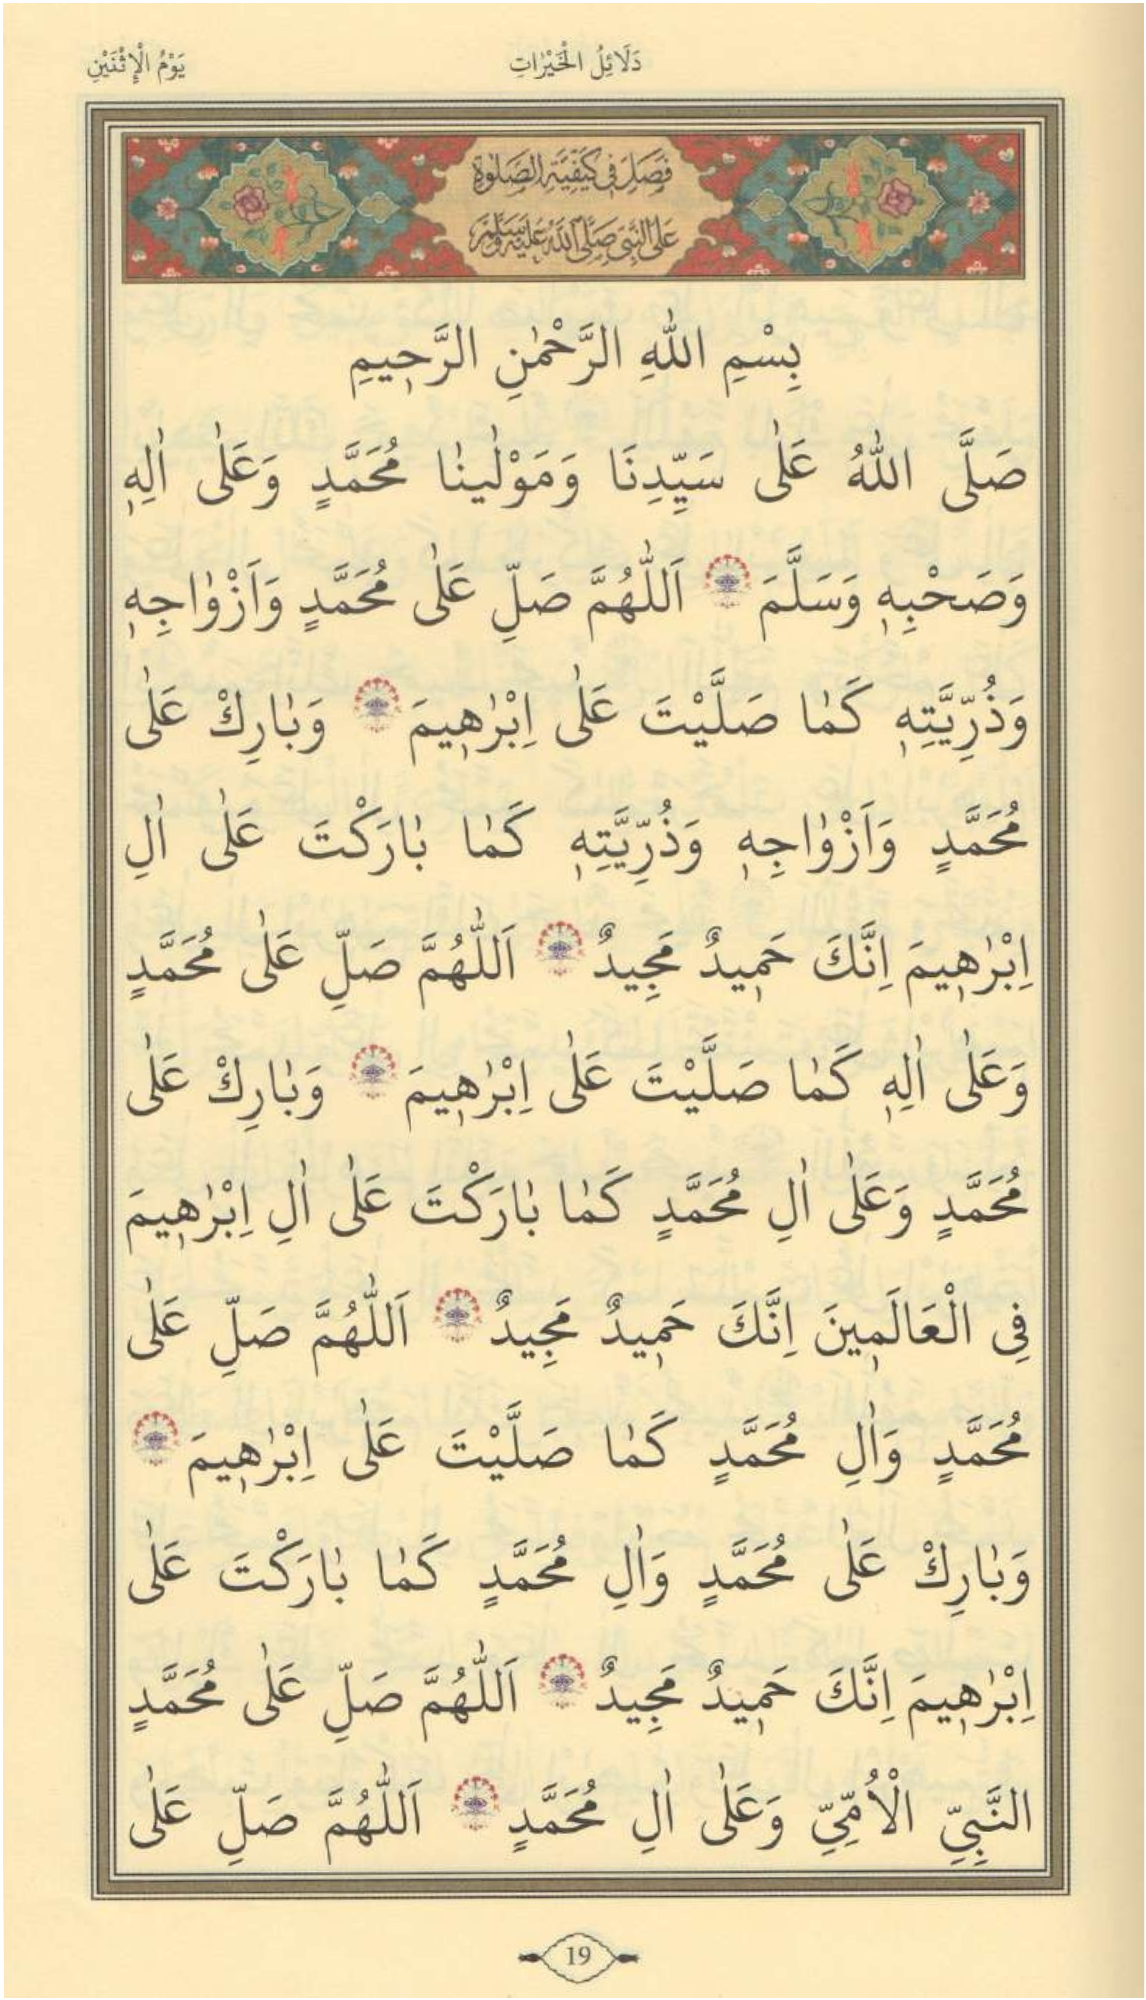 دَلَائِلُ الْخَيْرٰاتِ
يَوْمُ الْاِثْنَيْنِ
فَصْلٌ فِى كَيْفِيَّةِ الصَّلٰوةِ
عَلَى النَّبِىِّ صَلَّى اللّٰهُ عَلَيْهِ وَسَلَّمَ
بِسْمِ اللّٰهِ الرَّحْمٰنِ الرَّحٖيمِ
صَلَّى اللّٰهُ عَلٰى سَيِّدِنَا وَمَوْلٰينٰا مُحَمَّدٍ وَعَلٰى اٰلِهٖ
وَصَحْبِهٖ وَسَلَّمَ اَللّٰهُمَّ صَلِّ عَلٰى مُحَمَّدٍ وَاَزْوٰاجِهٖ
وَذُرِّيَّتِهٖ كَمٰا صَلَّيْتَ عَلٰى اِبْرٰهٖيمَ وَبٰارِكْ عَلٰى
مُحَمَّدٍ وَاَزْوٰاجِهٖ وَذُرِّيَّتِهٖ كَمٰا بٰارَكْتَ عَلٰى اٰلِ
اِبْرٰهٖيمَ اِنَّكَ حَمٖيدٌ مَجِيدٌ اَللّٰهُمَّ صَلِّ عَلٰى مُحَمَّدٍ
وَعَلٰى اٰلِهٖ كَمٰا صَلَّيْتَ عَلٰى اِبْرٰهٖيمَ وَبٰارِكْ عَلٰى
مُحَمَّدٍ وَعَلٰى اٰلِ مُحَمَّدٍ كَمٰا بٰارَكْتَ عَلٰى اٰلِ اِبْرٰهٖيمَ
فِى الْعَالَمٖينَ اِنَّكَ حَمٖيدٌ مَجِيدٌ اَللّٰهُمَّ صَلِّ عَلٰى
مُحَمَّدٍ وَاٰلِ مُحَمَّدٍ كَمٰا صَلَّيْتَ عَلٰى اِبْرٰهٖيمَ
وَبٰارِكْ عَلٰى مُحَمَّدٍ وَاٰلِ مُحَمَّدٍ كَمٰا بٰارَكْتَ عَلٰى
اِبْرٰهٖيمَ اِنَّكَ حَمٖيدٌ مَجِيدٌ اَللّٰهُمَّ صَلِّ عَلٰى مُحَمَّدٍ
النَّبِىِّ الْاُمِّىِّ وَعَلٰى اٰلِ مُحَمَّدٍ اَللّٰهُمَّ صَلِّ عَلٰى
19